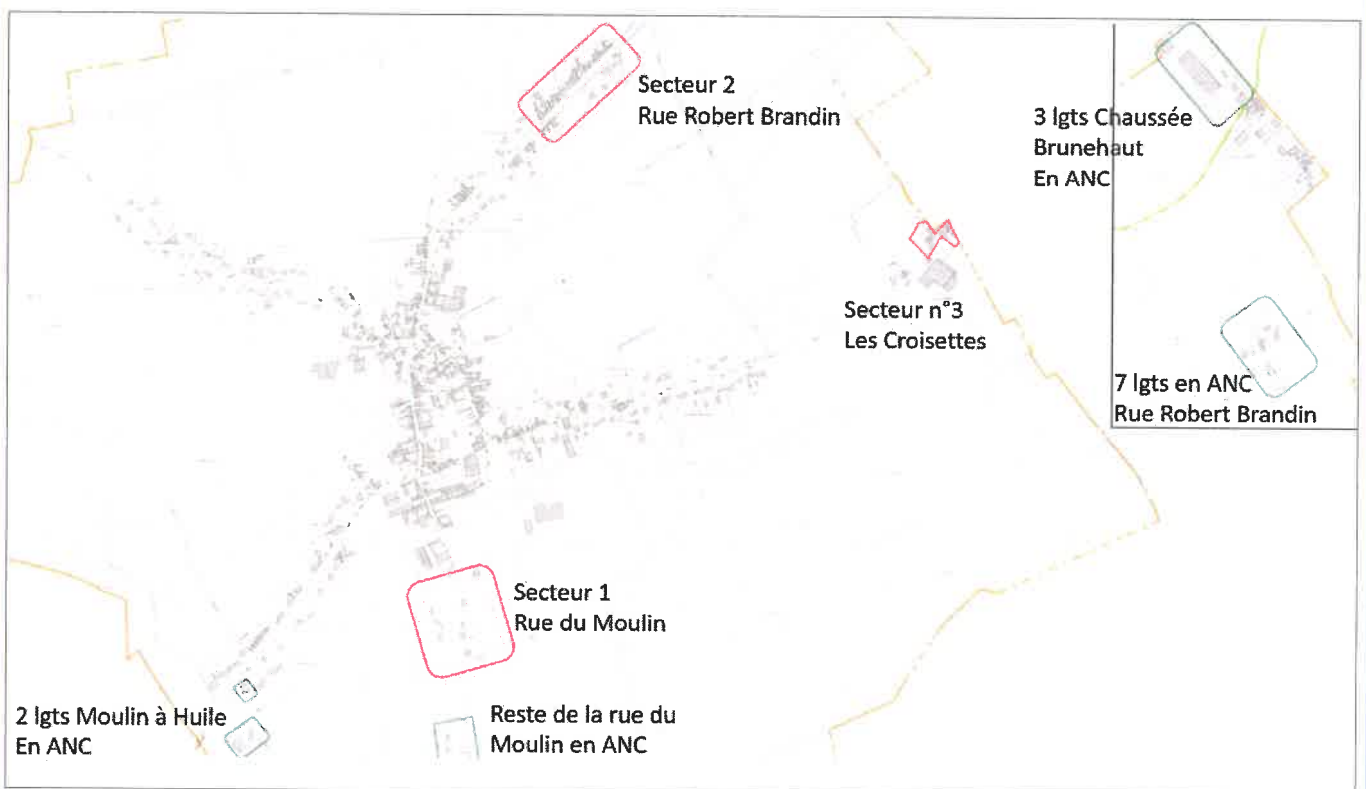 Secteur 2
Rue Robert Brandin
3 lgts Chaussée
Brunehaut
En ANC
Secteur n°3
Les Croisettes
7 lgts en ANC
Rue Robert Brandin
Secteur 1
Rue du Moulin
2 lgts Moulin à Huile
En ANC
Reste de la rue du
Moulin en ANC